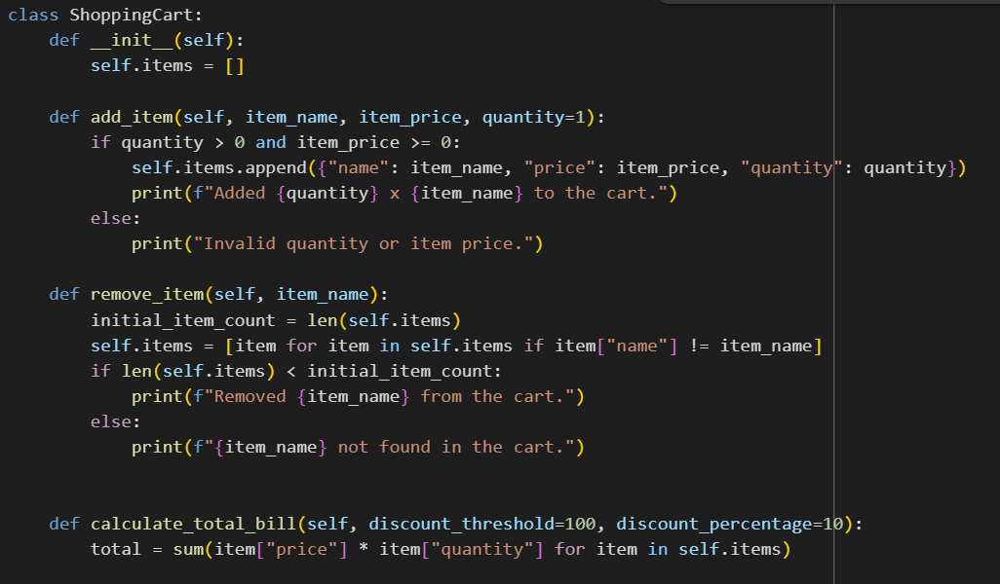 class ShoppingCart:
    def __init__(self):
        self.items = []

    def add_item(self, item_name, item_price, quantity=1):
        if quantity > 0 and item_price >= 0:
            self.items.append({"name": item_name, "price": item_price, "quantity": quantity})
            print(f"Added {quantity} x {item_name} to the cart.")
        else:
            print("Invalid quantity or item price.")

    def remove_item(self, item_name):
        initial_item_count = len(self.items)
        self.items = [item for item in self.items if item["name"] != item_name]
        if len(self.items) < initial_item_count:
            print(f"Removed {item_name} from the cart.")
        else:
            print(f"{item_name} not found in the cart.")


    def calculate_total_bill(self, discount_threshold=100, discount_percentage=10):
        total = sum(item["price"] * item["quantity"] for item in self.items)